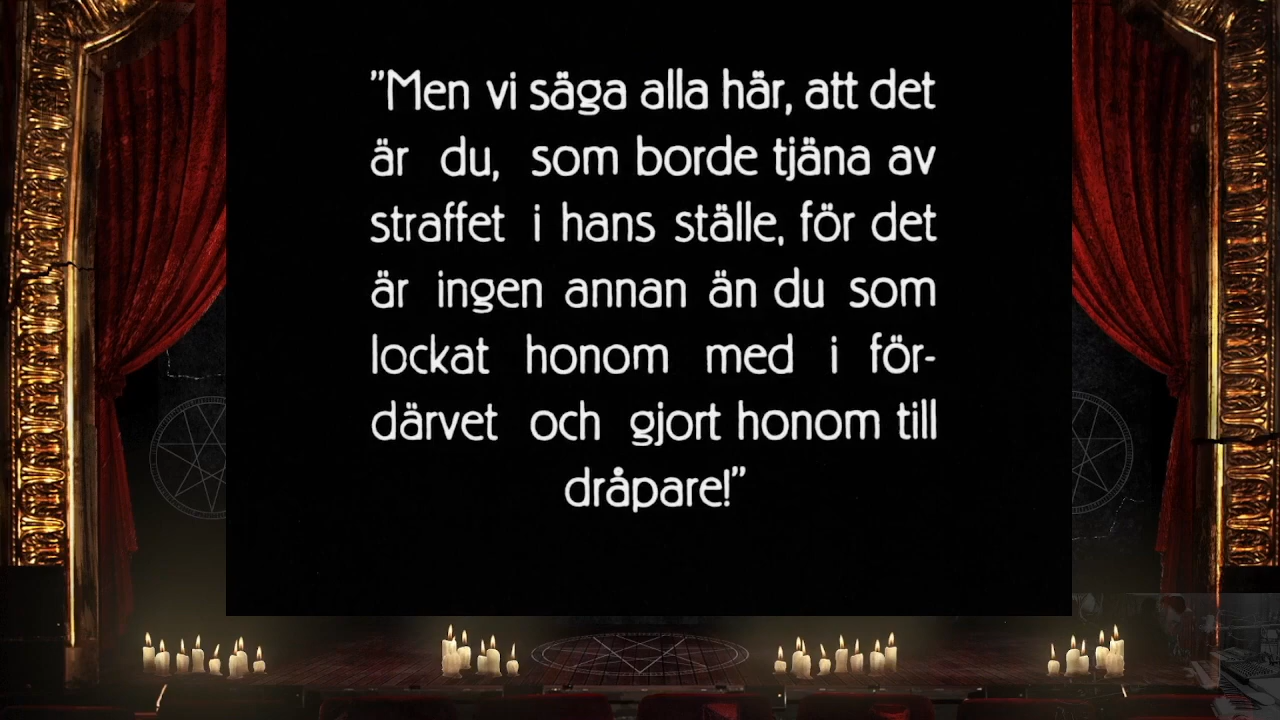 ”Men vi säga alla här, att det
är du, som borde tjäna av
straffet i hans ställe, för det
är ingen annan än du som
lockat honom med i för-
därvet och gjort honom till
dråpare!”